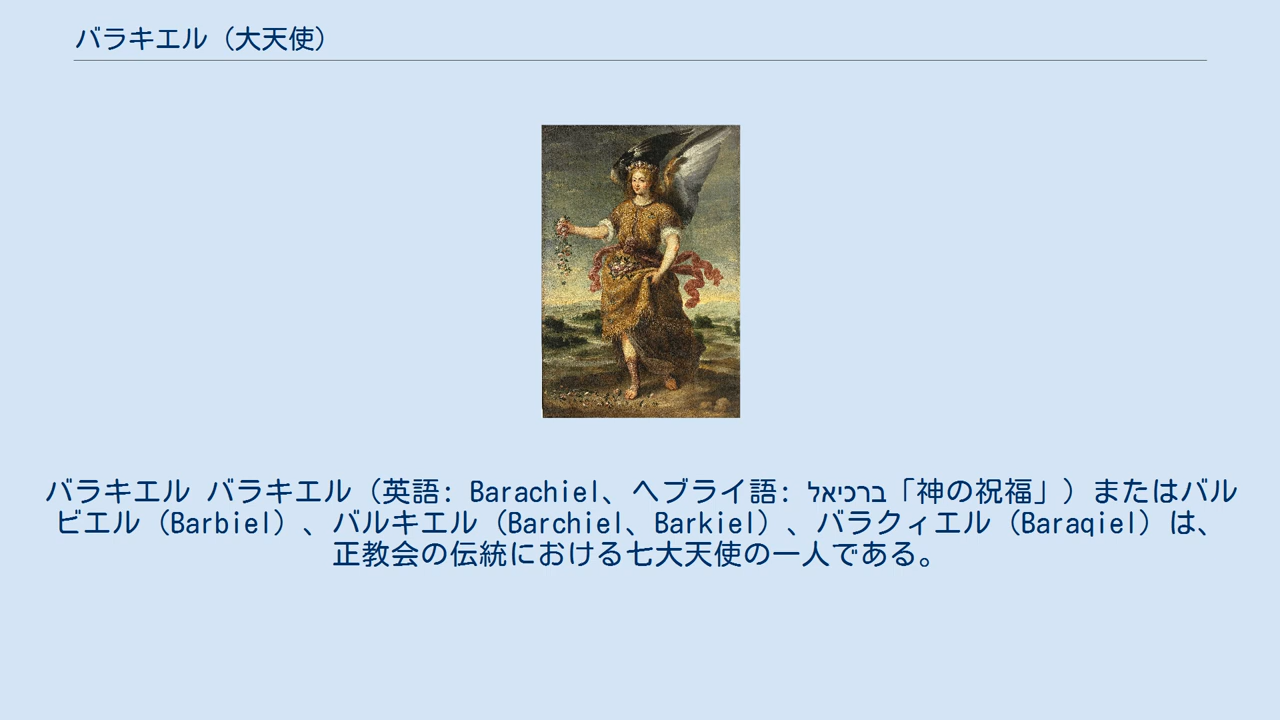 バラキエル（大天使）
バラキエル バラキエル（英語: Barachiel、ヘブライ語: ברכיאל「神の祝福」）またはバル
ビエル（Barbiel）、バルキエル（Barchiel、Barkiel）、バラクィエル（Baraqiel）は、
正教会の伝統における七大天使の一人である。